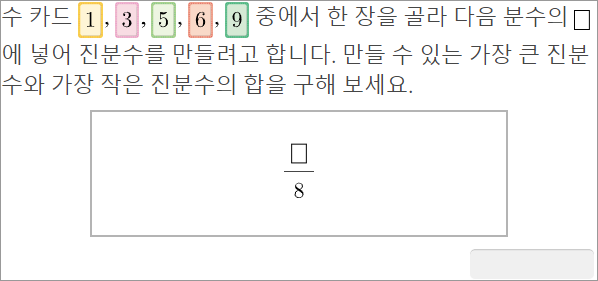 수 카드 1, 3, 5, 6, 9 중에서 한 장을 골라 다음 분수의 □
에 넣어 진분수를 만들려고 합니다. 만들 수 있는 가장 큰 진분
수와 가장 작은 진분수의 합을 구해 보세요.
□
8